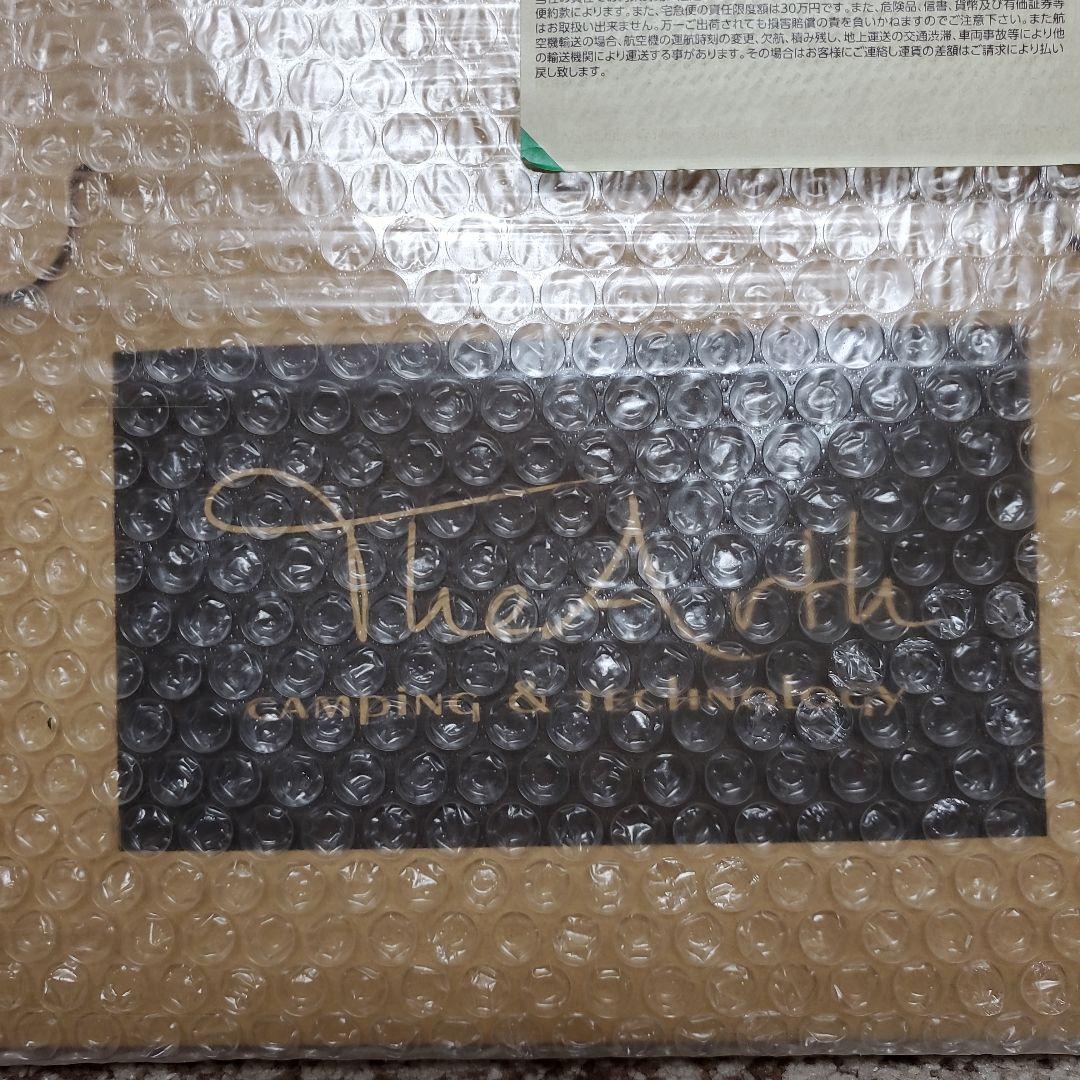 便約款によります。また、宅急便の責任限度額は30万円です。また、危険品、信書、貨幣及び有価証券等
はお取扱い出来ません。万一ご出荷されても損害賠償の責を負いかねますのでご注意下さい。また航
空機輸送の場合、航空機の運航時刻の変更、欠航、積み残し、地上運送の交通渋滞、車両事故等により他
の輸送機関により運送する事があります。その場合はお客様にご連絡し運賃の差額はご請求により払い
戻し致します。
The Arth
CAMPING & TECHNOLOGY